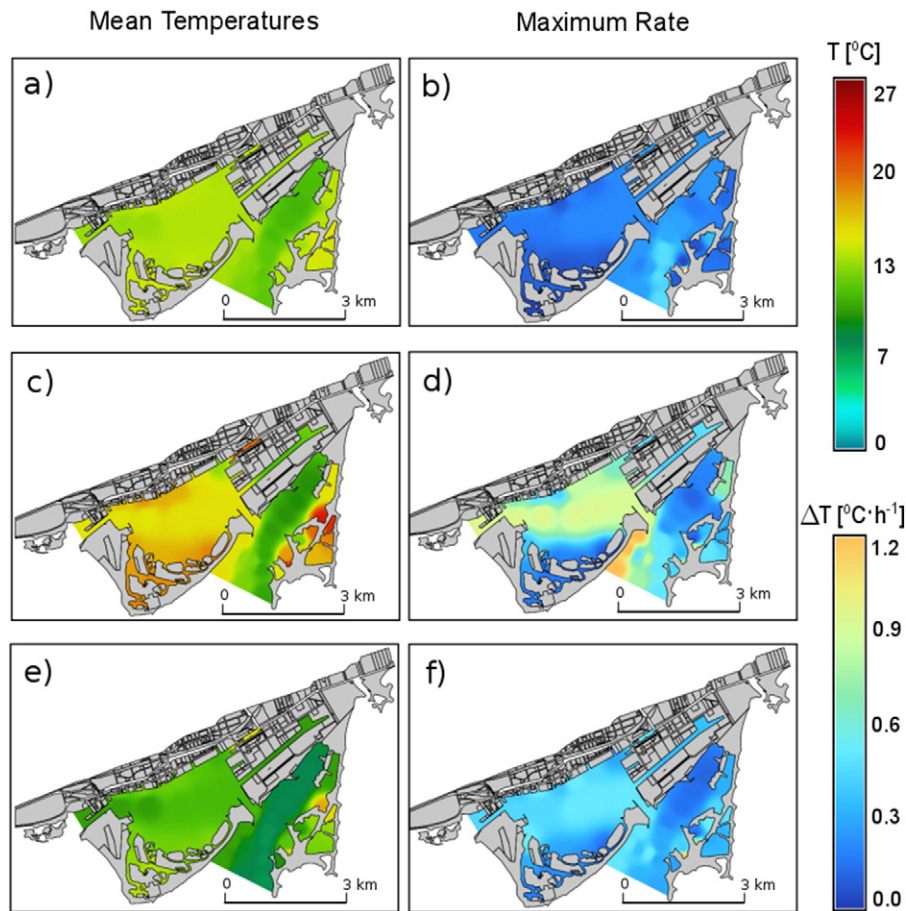 Mean Temperatures
Maximum Rate
T [⁰C]
a)
b)
27
20
13
7
0
0
3 km
0
3 km
c)
d)
0
3 km
0
3 km
ΔT [⁰C·h⁻¹]
1.2
0.9
0.6
0.3
0.0
e)
f)
0
3 km
0
3 km